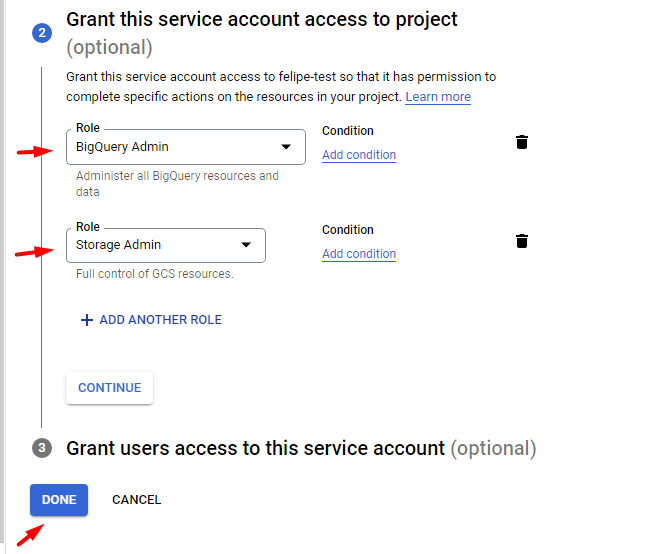 2
Grant this service account access to project
(optional)
Grant this service account access to felipe-test so that it has permission to
complete specific actions on the resources in your project. Learn more
Role
BigQuery Admin
Condition
Add condition
Administer all BigQuery resources and
data
Role
Storage Admin
Condition
Add condition
Full control of GCS resources.
+ ADD ANOTHER ROLE
CONTINUE
3
Grant users access to this service account (optional)
DONE
CANCEL